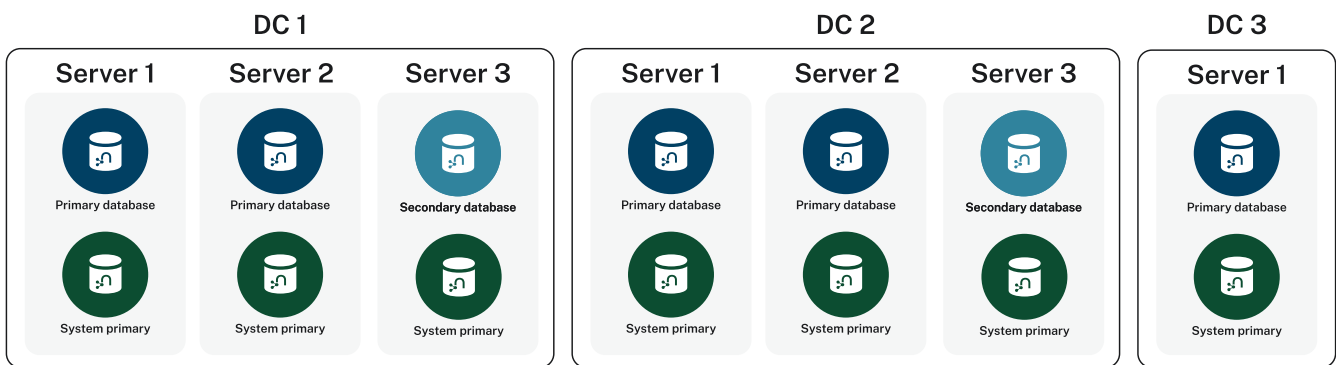 DC 1
DC 2
DC 3
Server 1
Server 2
Server 3
Server 1
Server 2
Server 3
Server 1
Primary database
Primary database
Secondary database
Primary database
Primary database
Secondary database
Primary database
System primary
System primary
System primary
System primary
System primary
System primary
System primary